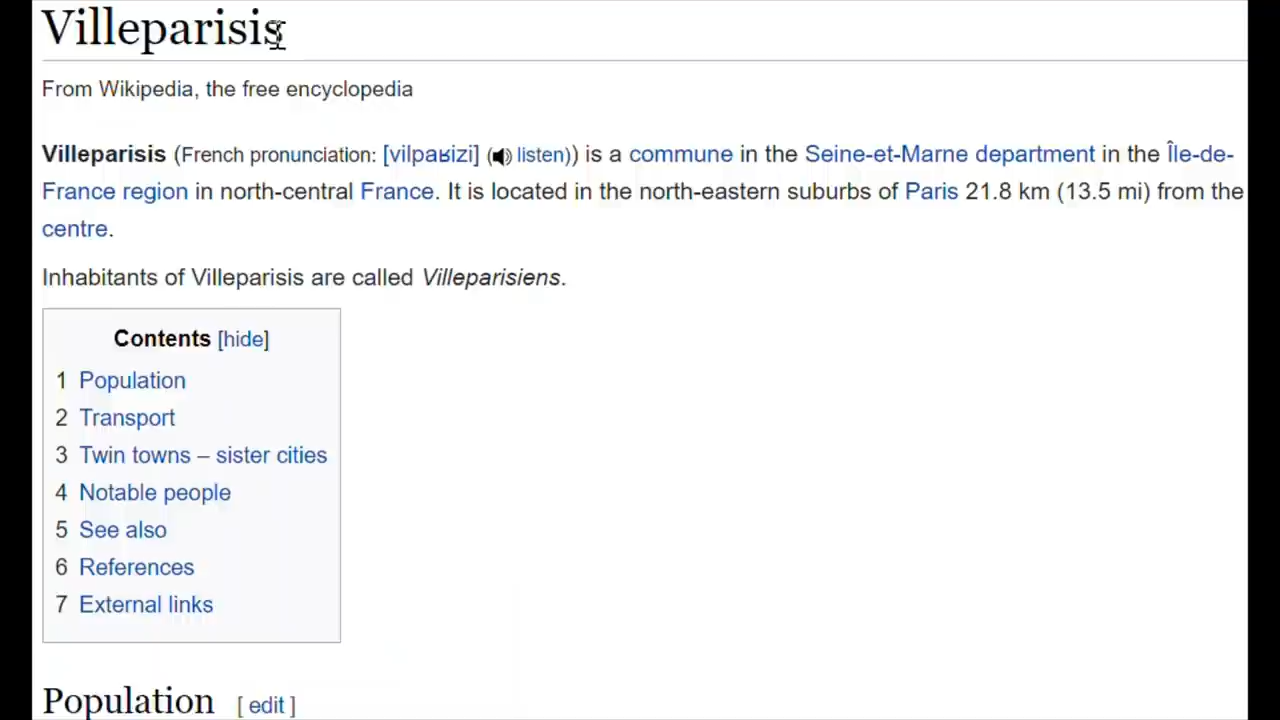 Villeparisis
From Wikipedia, the free encyclopedia
Villeparisis (French pronunciation: [vilpaʁizi] (listen)) is a commune in the Seine-et-Marne department in the Île-de-
France region in north-central France. It is located in the north-eastern suburbs of Paris 21.8 km (13.5 mi) from the
centre.
Inhabitants of Villeparisis are called Villeparisiens.
Contents [hide]
1 Population
2 Transport
3 Twin towns – sister cities
4 Notable people
5 See also
6 References
7 External links
Population [ edit ]